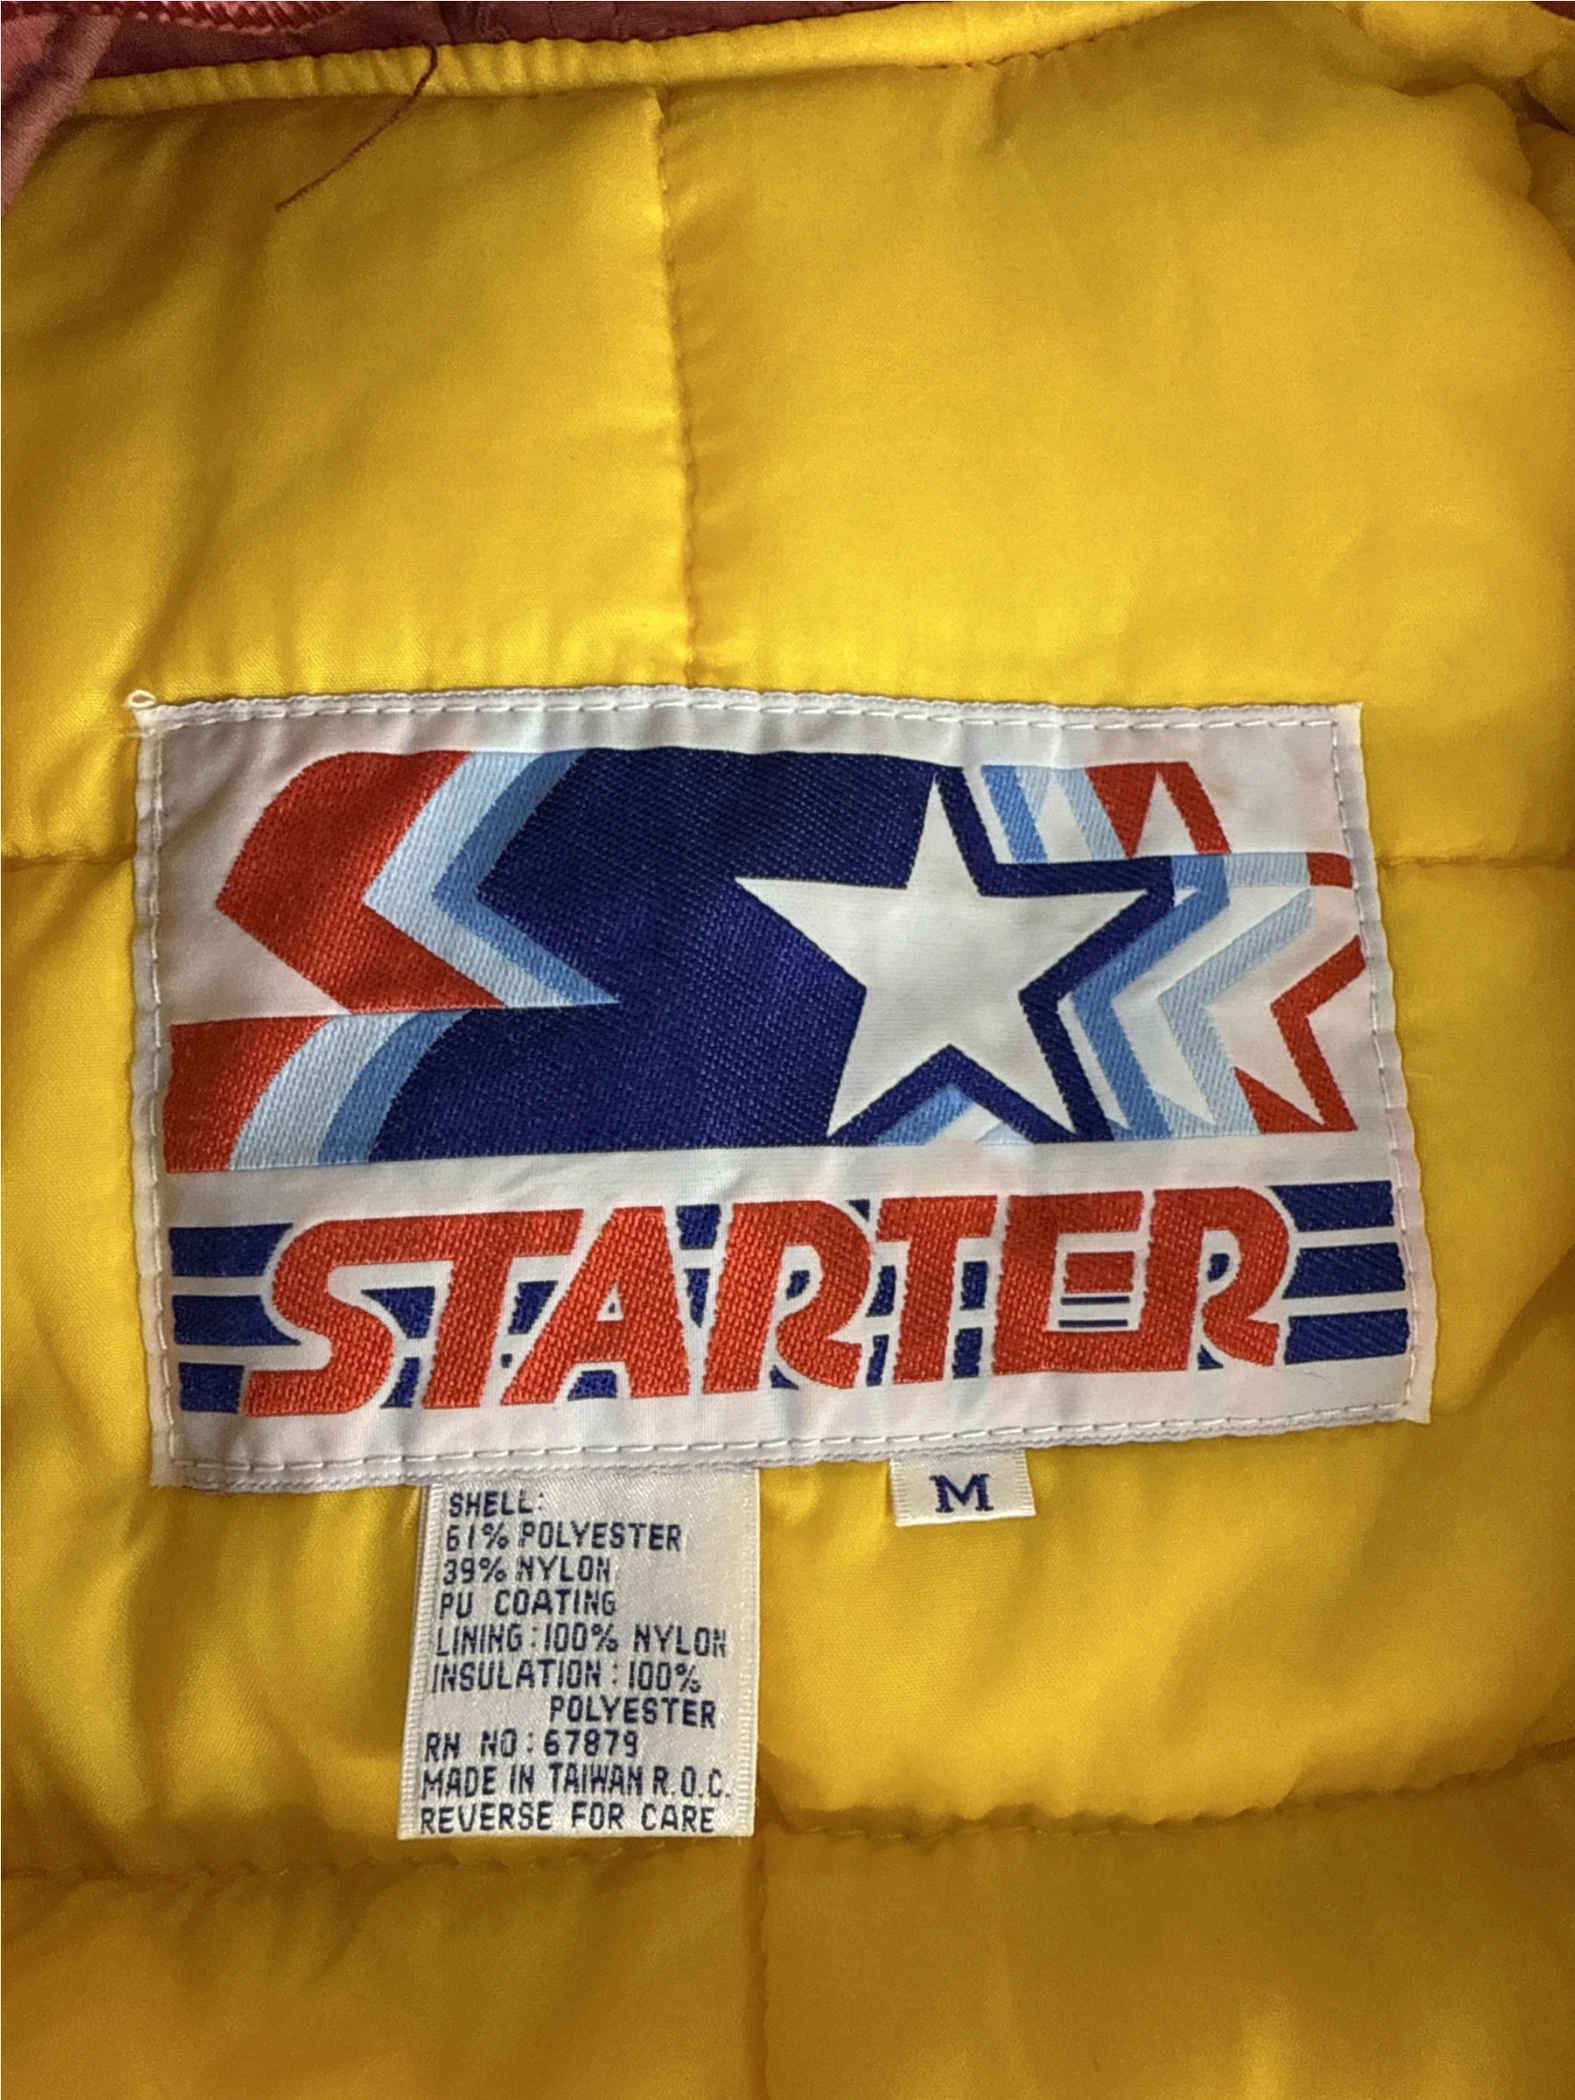 STARTER
M
SHELL:
61% POLYESTER
39% NYLON
PU COATING
LINING: 100% NYLON
INSULATION: 100%
POLYESTER
RN NO: 67879
MADE IN TAIWAN R.O.C.
REVERSE FOR CARE